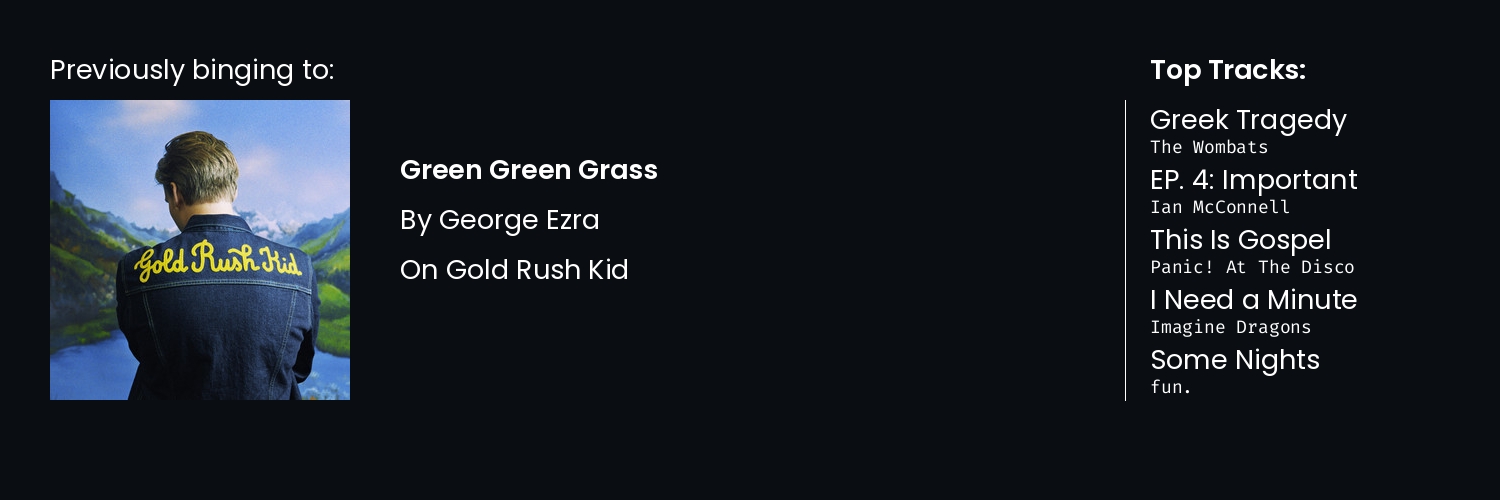 Previously binging to:
Gold Rush Kid
Green Green Grass
By George Ezra
On Gold Rush Kid
Top Tracks:
Greek Tragedy
The Wombats
EP. 4: Important
Ian McConnell
This Is Gospel
Panic! At The Disco
I Need a Minute
Imagine Dragons
Some Nights
fun.